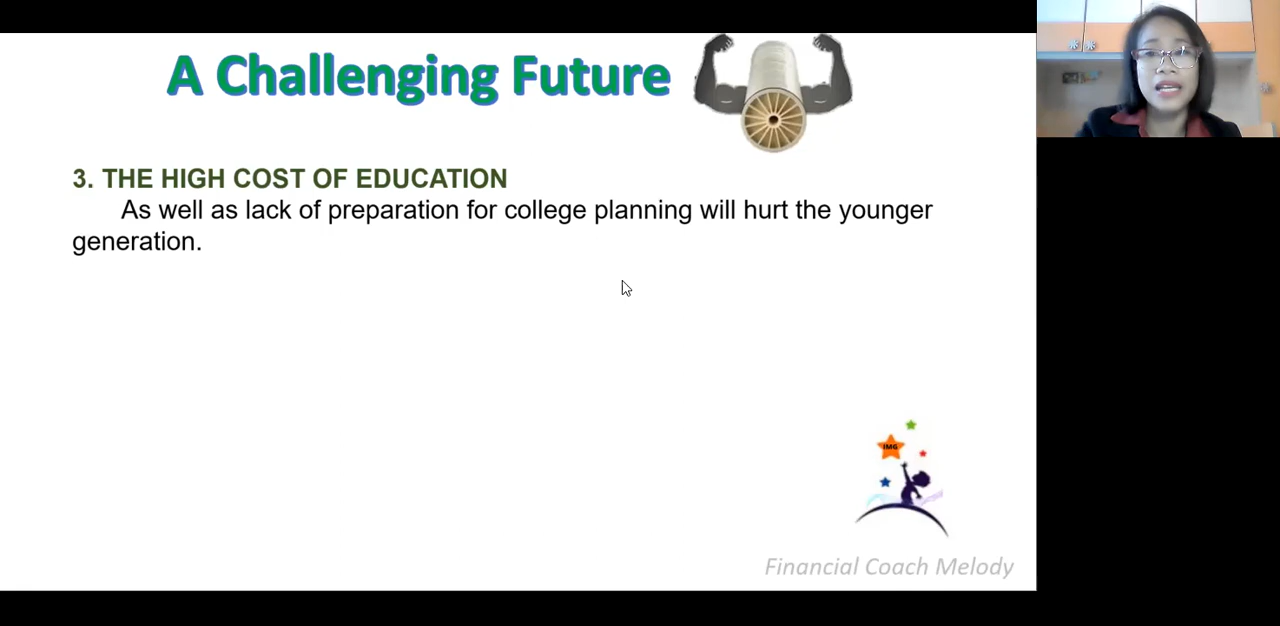 A Challenging Future
3. THE HIGH COST OF EDUCATION
As well as lack of preparation for college planning will hurt the younger
generation.
IMG
Financial Coach Melody